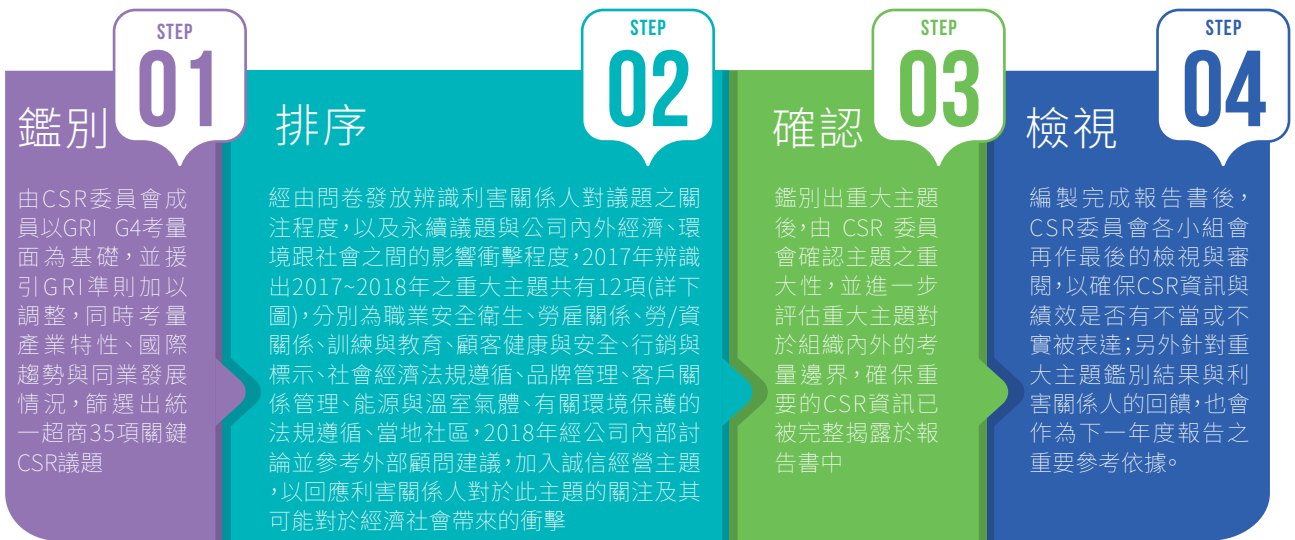 STEP
01
鑑別
由CSR委員會成
員以GRI G4考量
面為基礎,並援
引GRI準則加以
調整,同時考量
產業特性、國際
趨勢與同業發展
情況,篩選出統
一超商35項關鍵
CSR議題
STEP
02
排序
經由問卷發放辨識利害關係人對議題之關
注程度,以及永續議題與公司內外經濟、環
境跟社會之間的影響衝擊程度,2017年辨識
出2017~2018年之重大主題共有12項(詳下
圖),分別為職業安全衛生、勞雇關係、勞/資
關係、訓練與教育、顧客健康與安全、行銷與
標示、社會經濟法規遵循、品牌管理、客戶關
係管理、能源與溫室氣體、有關環境保護的
法規遵循、當地社區,2018年經公司內部討
論並參考外部顧問建議,加入誠信經營主題
,以回應利害關係人對於此主題的關注及其
可能對於經濟社會帶來的衝擊
STEP
03
確認
鑑別出重大主題
後,由 CSR 委員
會確認主題之重
大性,並進一步
評估重大主題對
於組織內外的考
量邊界,確保重
要的CSR資訊已
被完整揭露於報
告書中
STEP
04
檢視
編製完成報告書後,
CSR委員會各小組會
再作最後的檢視與審
閱,以確保CSR資訊與
績效是否有不當或不
實被表達;另外針對重
大主題鑑別結果與利
害關係人的回饋,也會
作為下一年度報告之
重要參考依據。